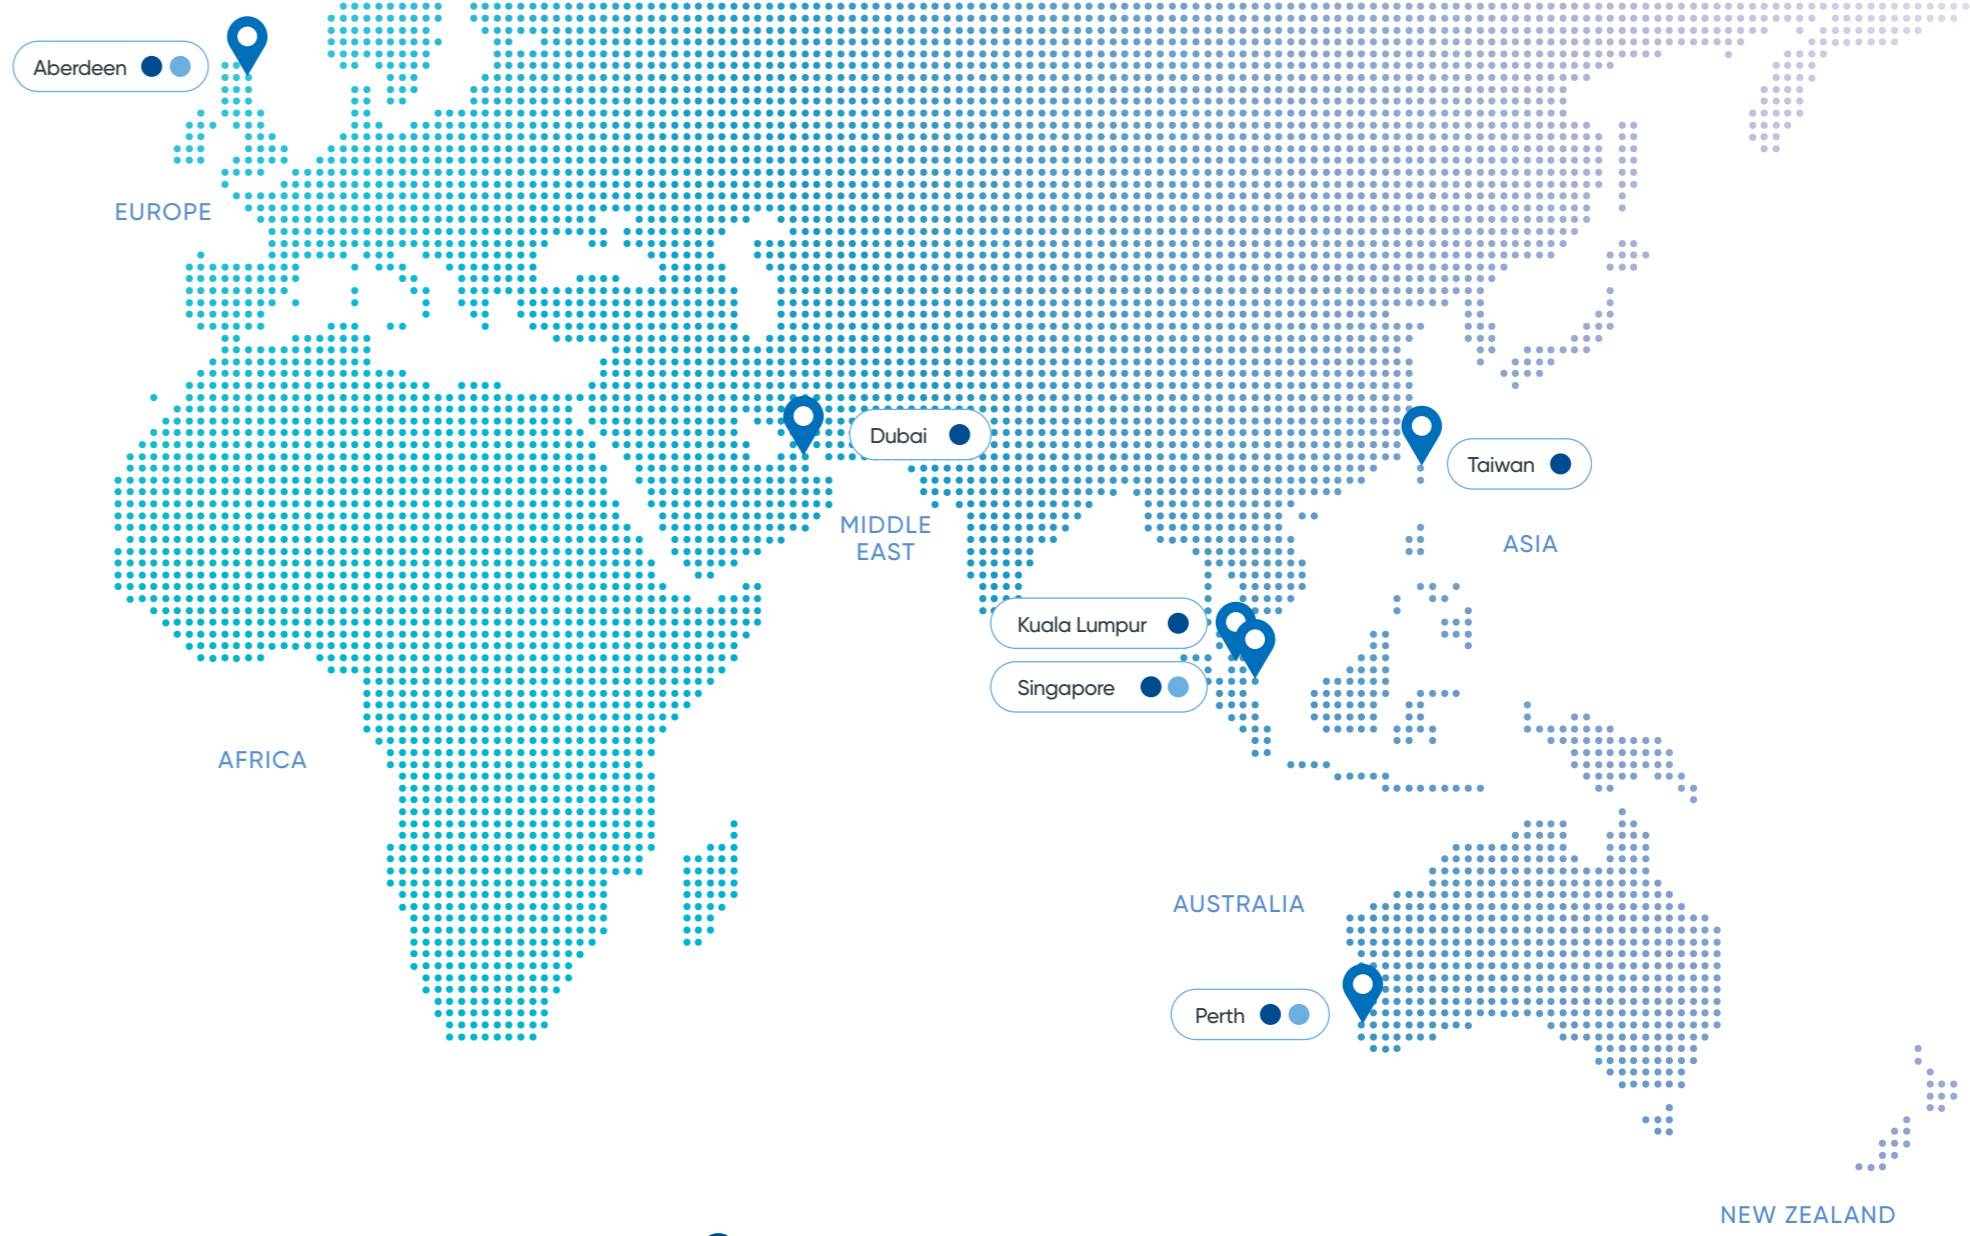 Aberdeen
EUROPE
Dubai
Taiwan
MIDDLE
EAST
ASIA
Kuala Lumpur
Singapore
AFRICA
AUSTRALIA
Perth
NEW ZEALAND